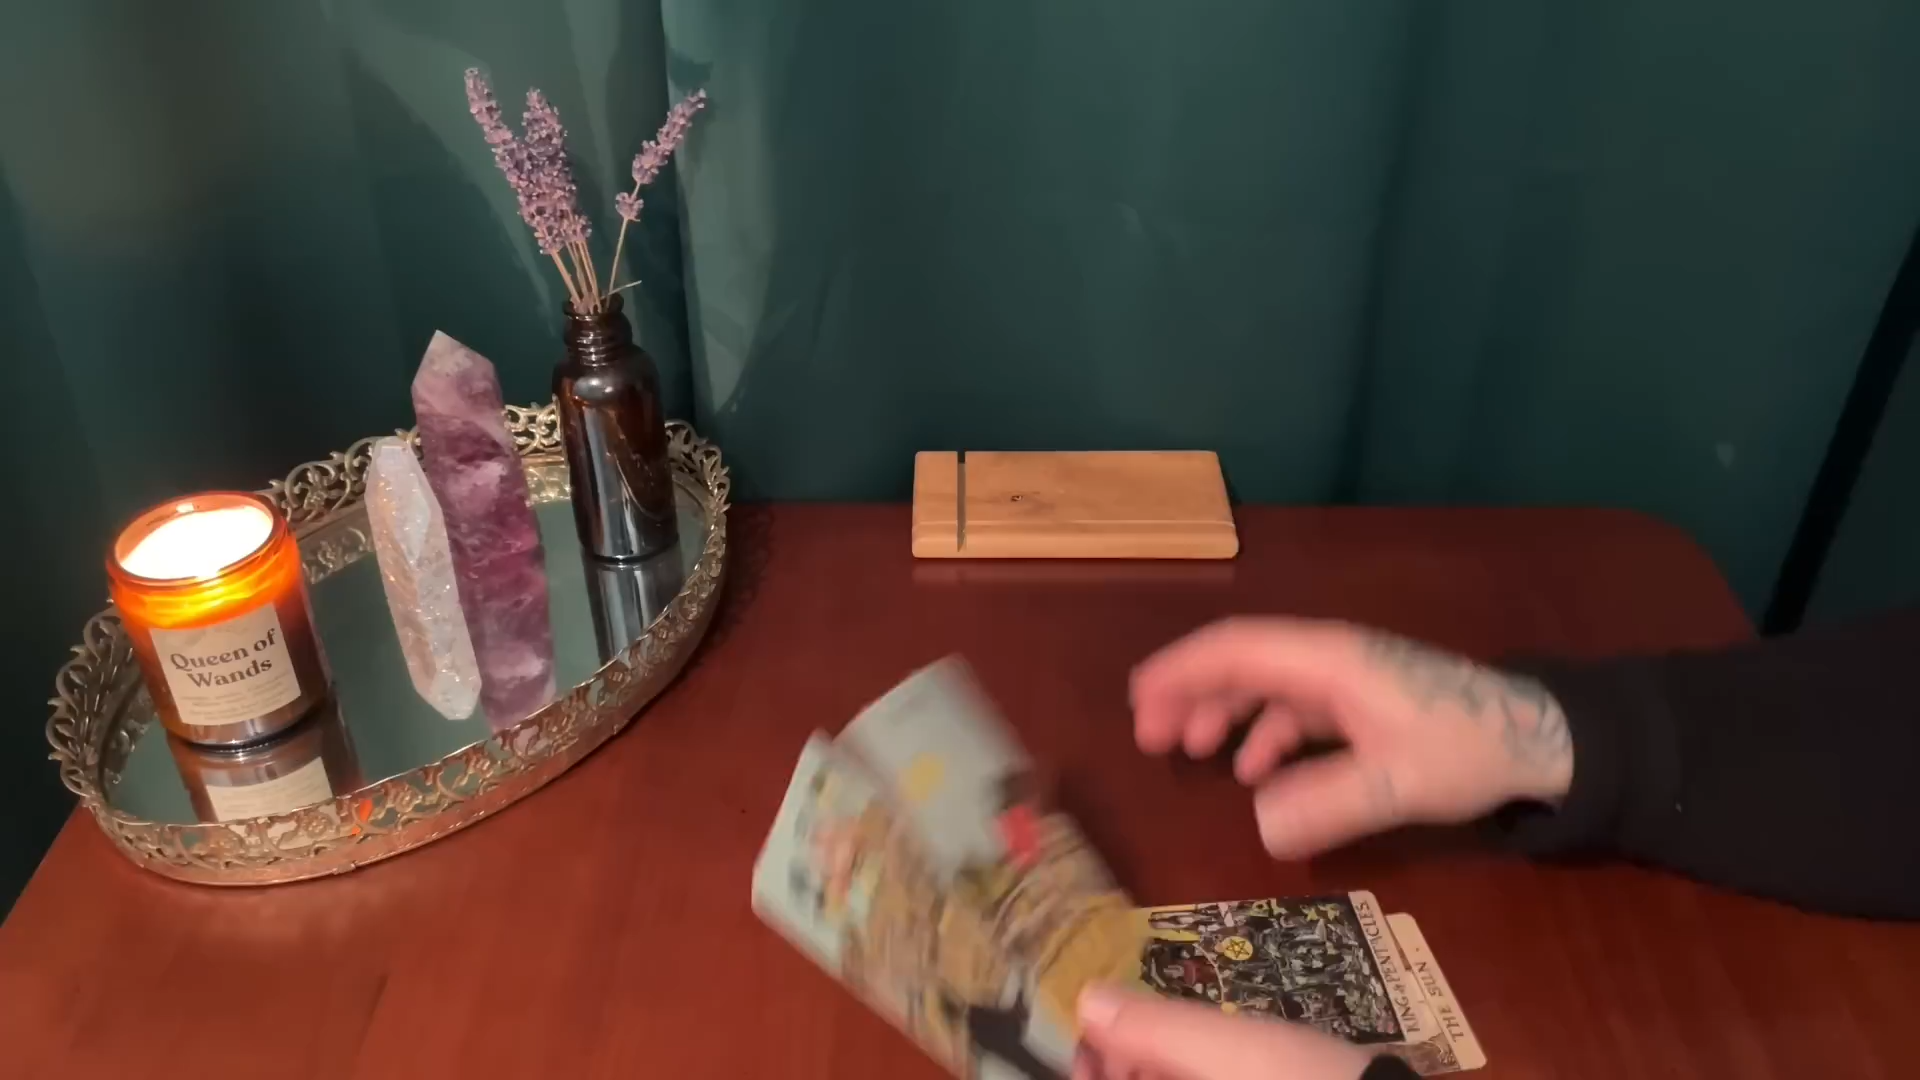 Queen of
Wands
KING of PENTACLES
THE SUN.